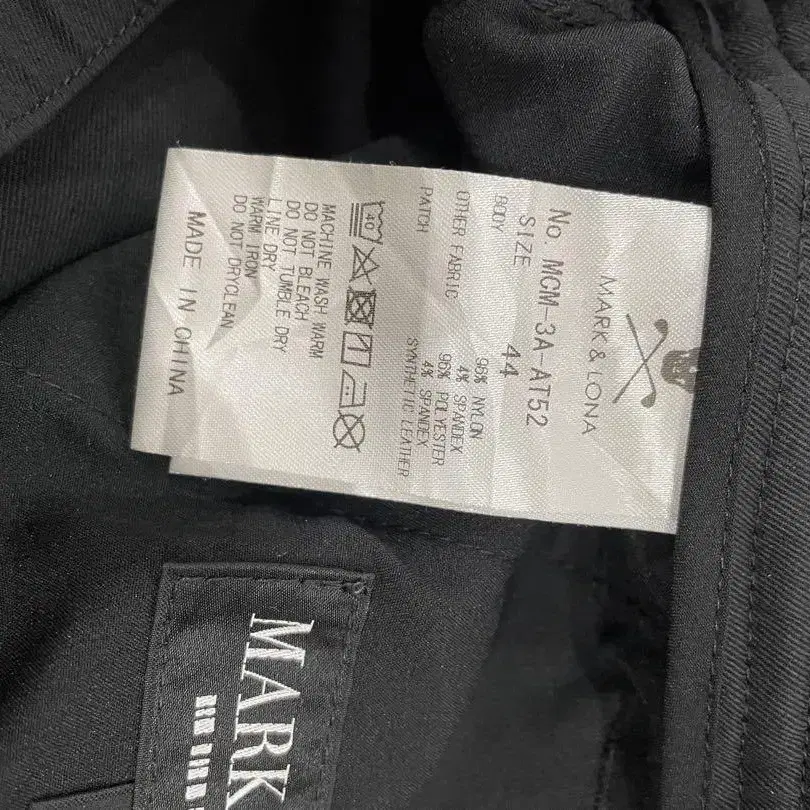 MARK & LONA
No. MCM-3A-AT52
SIZE 44
BODY 96% NYLON
4% SPANDEX
OTHER FABRIC 96% POLYESTER
4% SPANDEX
PATCH SYNTHETIC LEATHER
40
MACHINE WASH WARM
DO NOT BLEACH
DO NOT TUMBLE DRY
LINE DRY
WARM IRON
DO NOT DRYCLEAN
MADE IN CHINA
MARK